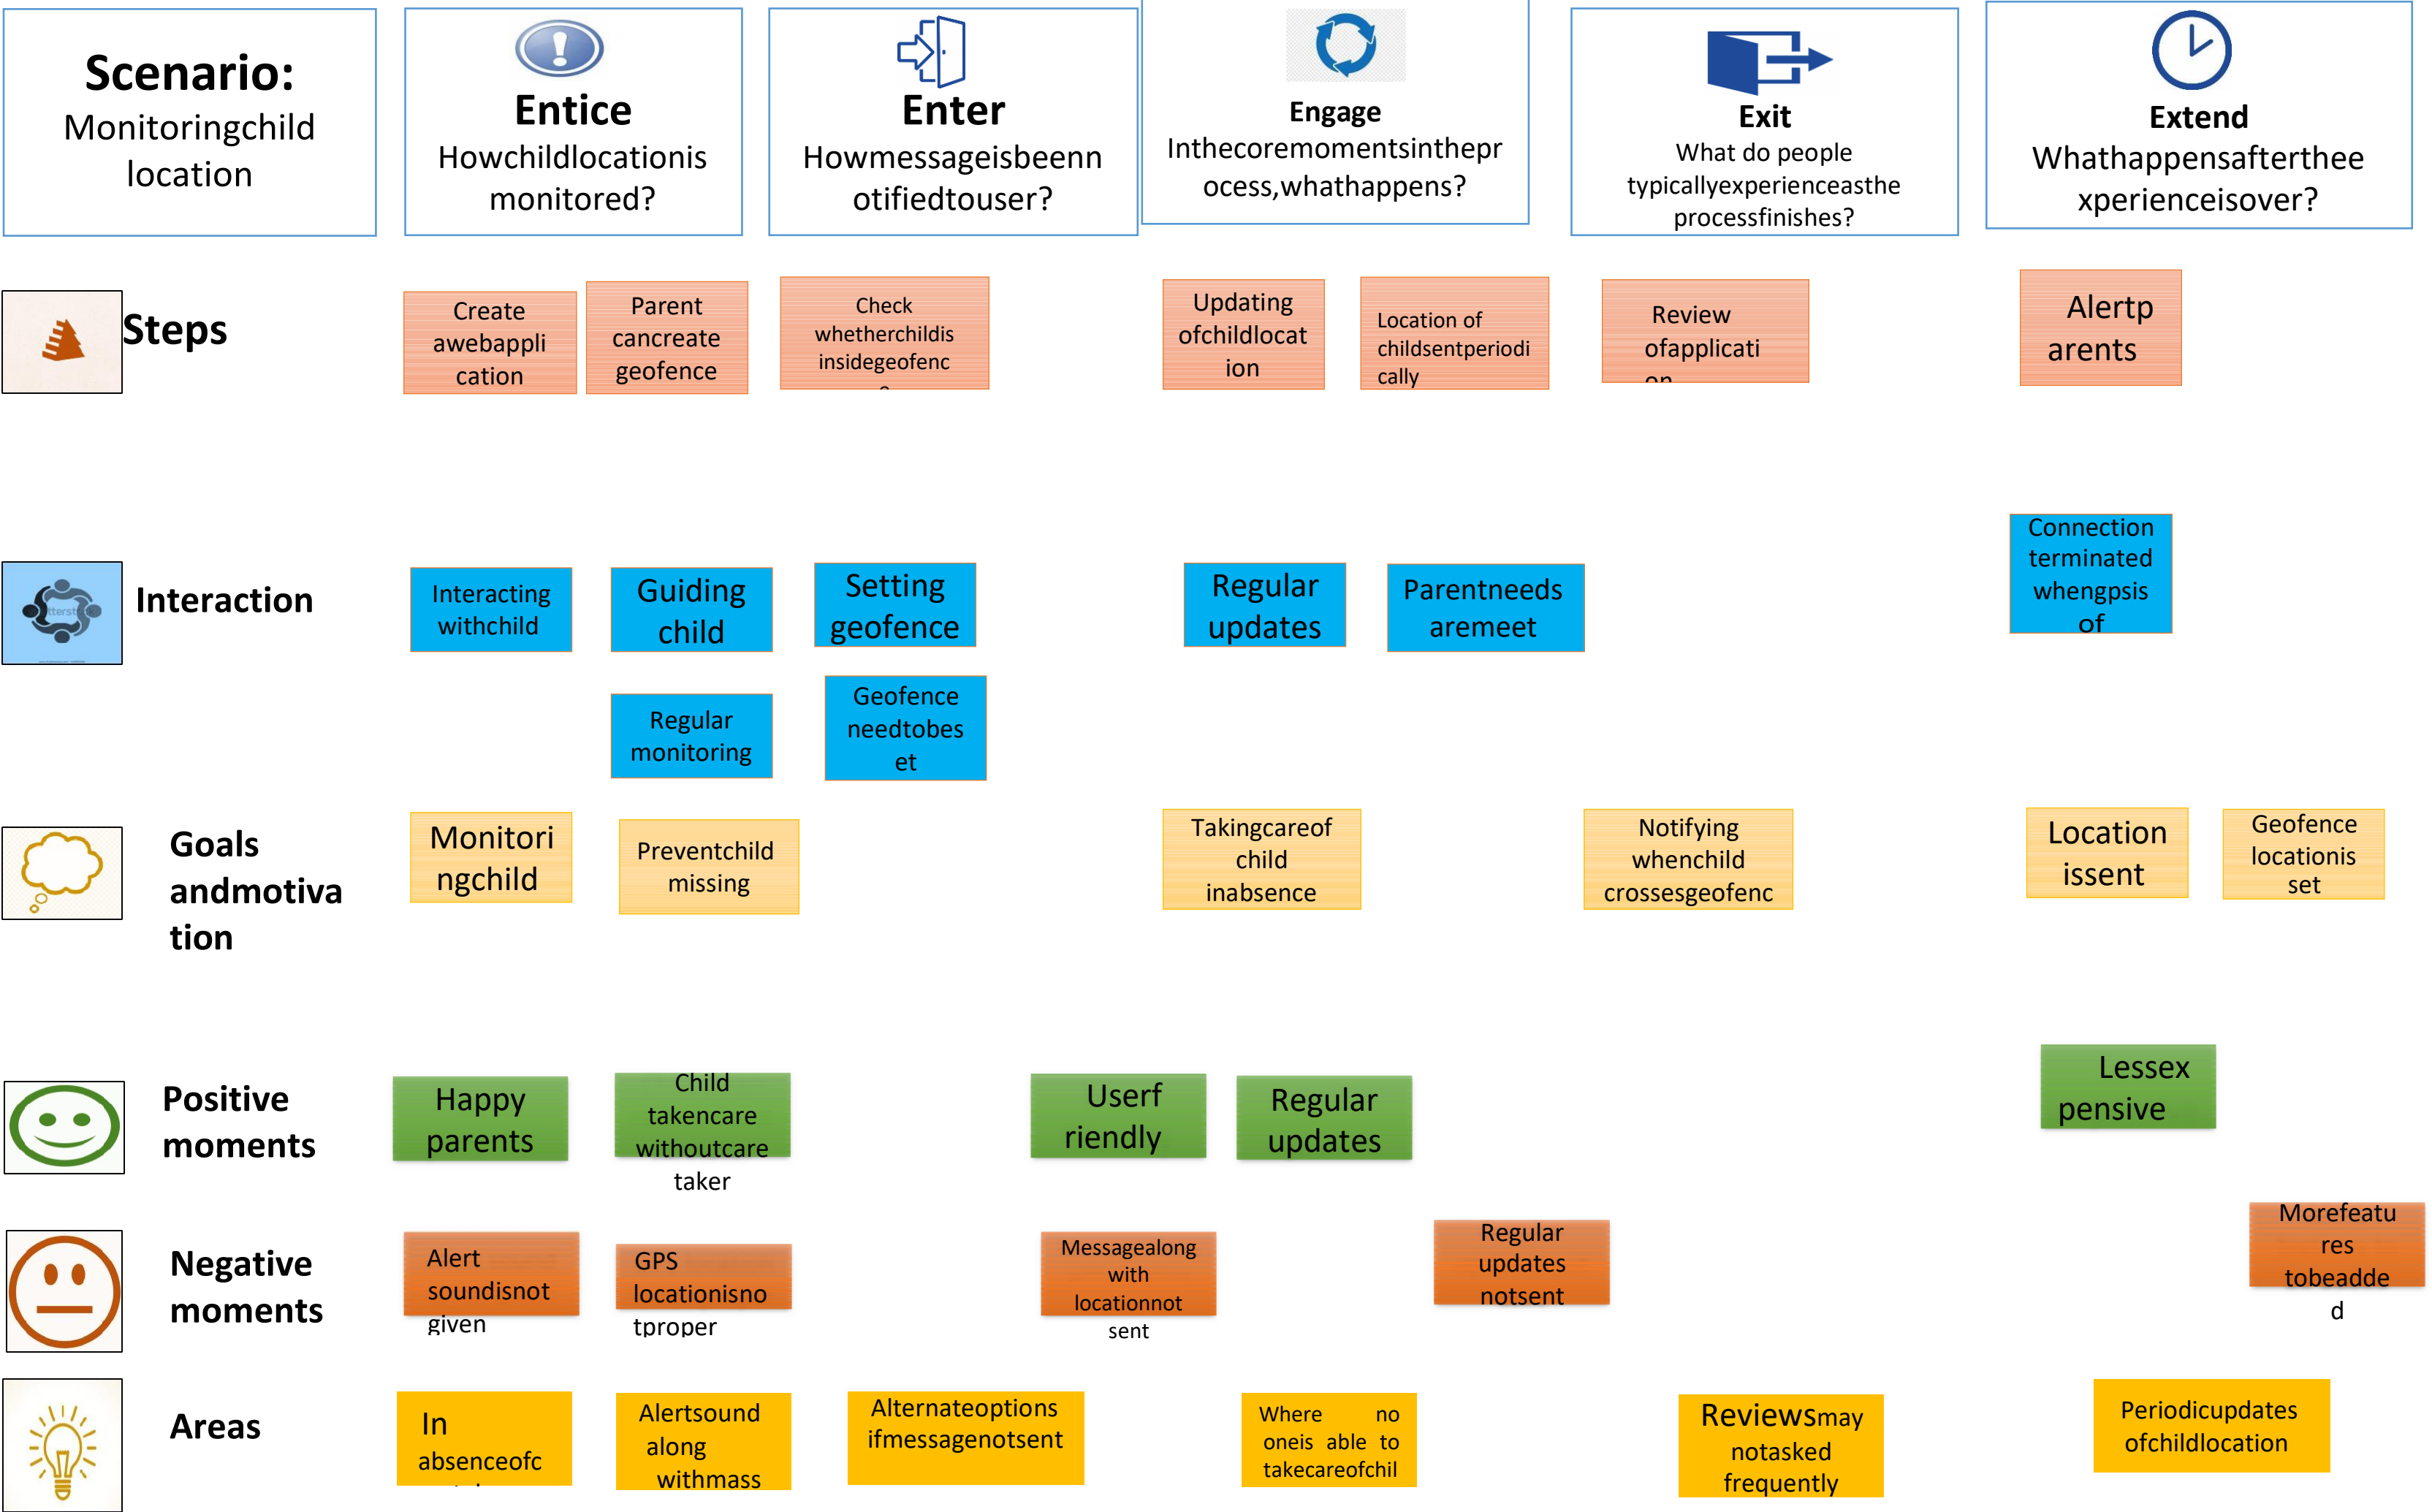 Scenario:
Monitoringchild
location
Entice
Howchildlocationis
monitored?
Enter
Howmessageisbeenn
otifiedtouser?
Engage
Inthecoremomentsinthepr
ocess,whathappens?
Exit
What do people
typicallyexperienceasthe
processfinishes?
Extend
Whathappensafterthee
xperienceisover?
Steps
Create
awebappli
cation
Parent
cancreate
geofence
Check
whetherchildis
insidegeofenc
Updating
ofchildlocat
ion
Location of
childsentperiodi
cally
Review
ofapplicati
on
Alertp
arents
Interaction
Interacting
withchild
Guiding
child
Setting
geofence
Regular
updates
Parentneeds
aremeet
Connection
terminated
whengpsis
of
Regular
monitoring
Geofence
needtobes
et
Goals
andmotiva
tion
Monitori
ngchild
Preventchild
missing
Takingcareof
child
inabsence
Notifying
whenchild
crossesgeofenc
Location
issent
Geofence
locationis
set
Positive
moments
Happy
parents
Child
takencare
withoutcare
taker
Userf
riendly
Regular
updates
Lessex
pensive
Negative
moments
Alert
soundisnot
given
GPS
locationisno
tproper
Messagealong
with
locationnot
sent
Regular
updates
notsent
Morefeatu
res
tobeadde
d
Areas
In
absenceofc
Alertsound
along
withmass
Alternateoptions
ifmessagenotsent
Where no
oneis able to
takecareofchil
Reviewsmay
notasked
frequently
Periodicupdates
ofchildlocation